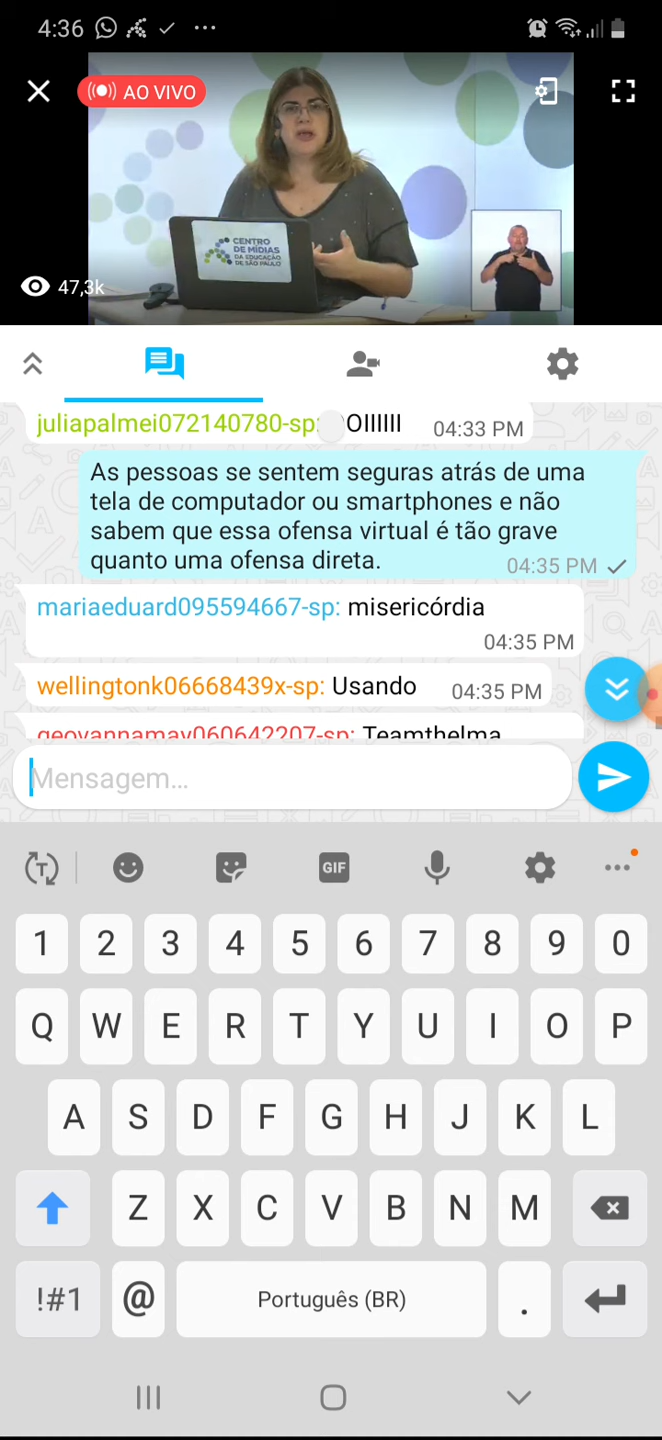 4:36
AO VIVO
CENTRO
DE MÍDIAS
DA EDUCAÇÃO
DE SÃO PAULO
47,3k
juliapalmei072140780-sp: OIIIIII 04:33 PM
As pessoas se sentem seguras atrás de uma
tela de computador ou smartphones e não
sabem que essa ofensa virtual é tão grave
quanto uma ofensa direta.
04:35 PM
mariaeduard095594667-sp: misericórdia
04:35 PM
wellingtonk06668439x-sp: Usando 04:35 PM
geovannamay060642207-sp: Teamthelma
Mensagem...
T GIF
1 2 3 4 5 6 7 8 9 0
Q W E R T Y U I O P
A S D F G H J K L
Z X C V B N M
!#1 @ Português (BR) .